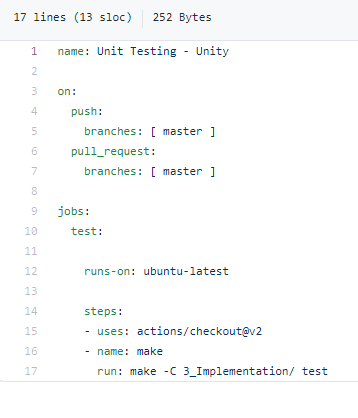 17 lines (13 sloc) 252 Bytes
1 name: Unit Testing - Unity
2
3 on:
4   push:
5     branches: [ master ]
6   pull_request:
7     branches: [ master ]
8
9 jobs:
10   test:
11
12     runs-on: ubuntu-latest
13
14     steps:
15     - uses: actions/checkout@v2
16     - name: make
17       run: make -C 3_Implementation/ test